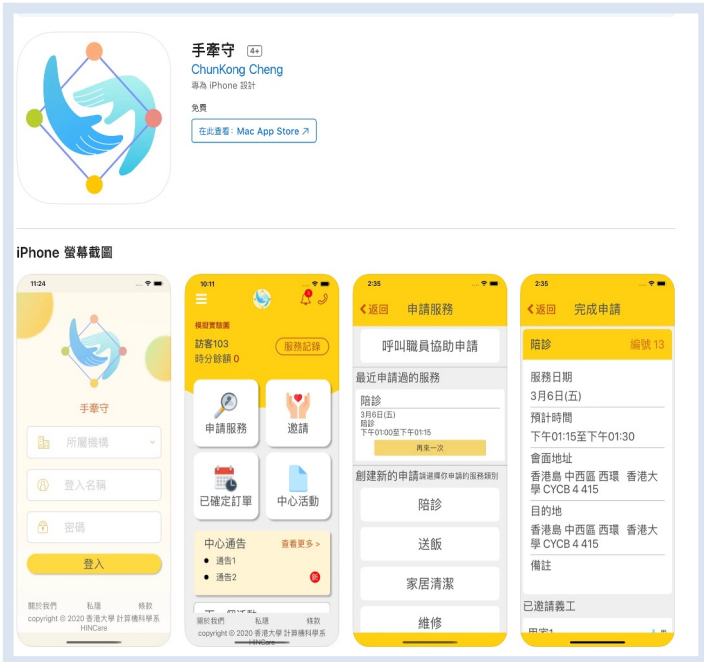 手牽守 4+
ChunKong Cheng
專為 iPhone 設計
免費
在此查看：Mac App Store ↗
iPhone 螢幕截圖
11:24
手牽守
所屬機構
登入名稱
密碼
登入
關於我們 私隱 條款
copyright © 2020 香港大學 計算機科學系
HINCare
10:11
模擬實驗團
訪客103
時分餘額 0
服務記錄
申請服務
邀請
已確定訂單
中心活動
中心通告 查看更多 >
通告1
通告2 新
下一個活動
關於我們 私隱 條款
copyright © 2020 香港大學 計算機科學系
HINCare
2:35
返回 申請服務
呼叫職員協助申請
最近申請過的服務
陪診
3月6日(五)
陪診
下午01:00至下午01:15
再來一次
創建新的申請 請選擇你申請的服務類別
陪診
送飯
家居清潔
維修
2:35
返回 完成申請
陪診 編號 13
服務日期
3月6日(五)
預計時間
下午01:15至下午01:30
會面地址
香港島 中西區 西環 香港大
學 CYCB 4 415
目的地
香港島 中西區 西環 香港大
學 CYCB 4 415
備註
已邀請義工